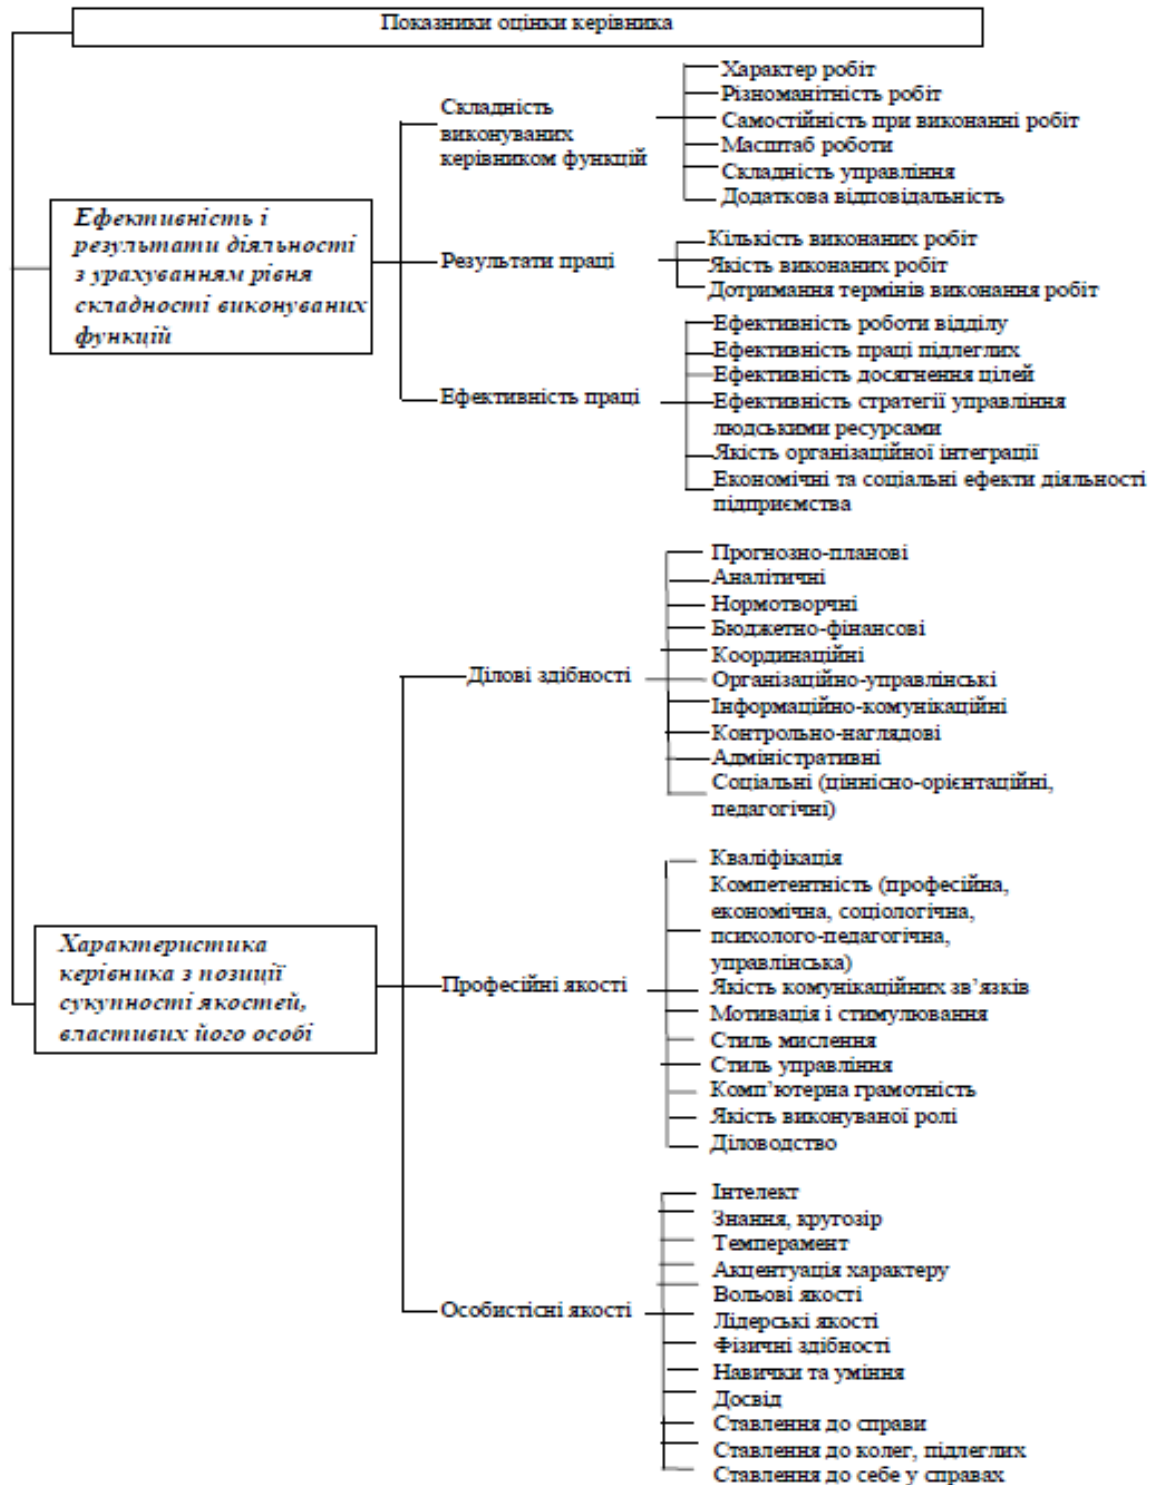 Показники оцінки керівника
Ефективність і
результати діяльності
з урахуванням рівня
складності виконуваних
функцій
Складність
виконуваних
керівником функцій
Характер робіт
Різноманітність робіт
Самостійність при виконанні робіт
Масштаб роботи
Складність управління
Додаткова відповідальність
Результати праці
Кількість виконаних робіт
Якість виконаних робіт
Дотримання термінів виконання робіт
Ефективність праці
Ефективність роботи відділу
Ефективність праці підлеглих
Ефективність досягнення цілей
Ефективність стратегії управління
людськими ресурсами
Якість організаційної інтеграції
Економічні та соціальні ефекти діяльності
підприємства
Характеристика
керівника з позиції
сукупності якостей,
властивих його особі
Ділові здібності
Прогнозно-планові
Аналітичні
Нормотворчні
Бюджетно-фінансові
Координаційні
Організаційно-управлінські
Інформаційно-комунікаційні
Контрольно-наглядові
Адміністративні
Соціальні (ціннісно-орієнтаційні,
педагогічні)
Професійні якості
Кваліфікація
Компетентність (професійна,
економічна, соціологічна,
психолого-педагогічна,
управлінська)
Якість комунікаційних зв’язків
Мотивація і стимулювання
Стиль мислення
Стиль управління
Комп’ютерна грамотність
Якість виконуваної ролі
Діловодство
Особистісні якості
Інтелект
Знання, кругозір
Темперамент
Акцентуація характеру
Вольові якості
Лідерські якості
Фізичні здібності
Навички та уміння
Досвід
Ставлення до справи
Ставлення до колег, підлеглих
Ставлення до себе у справах